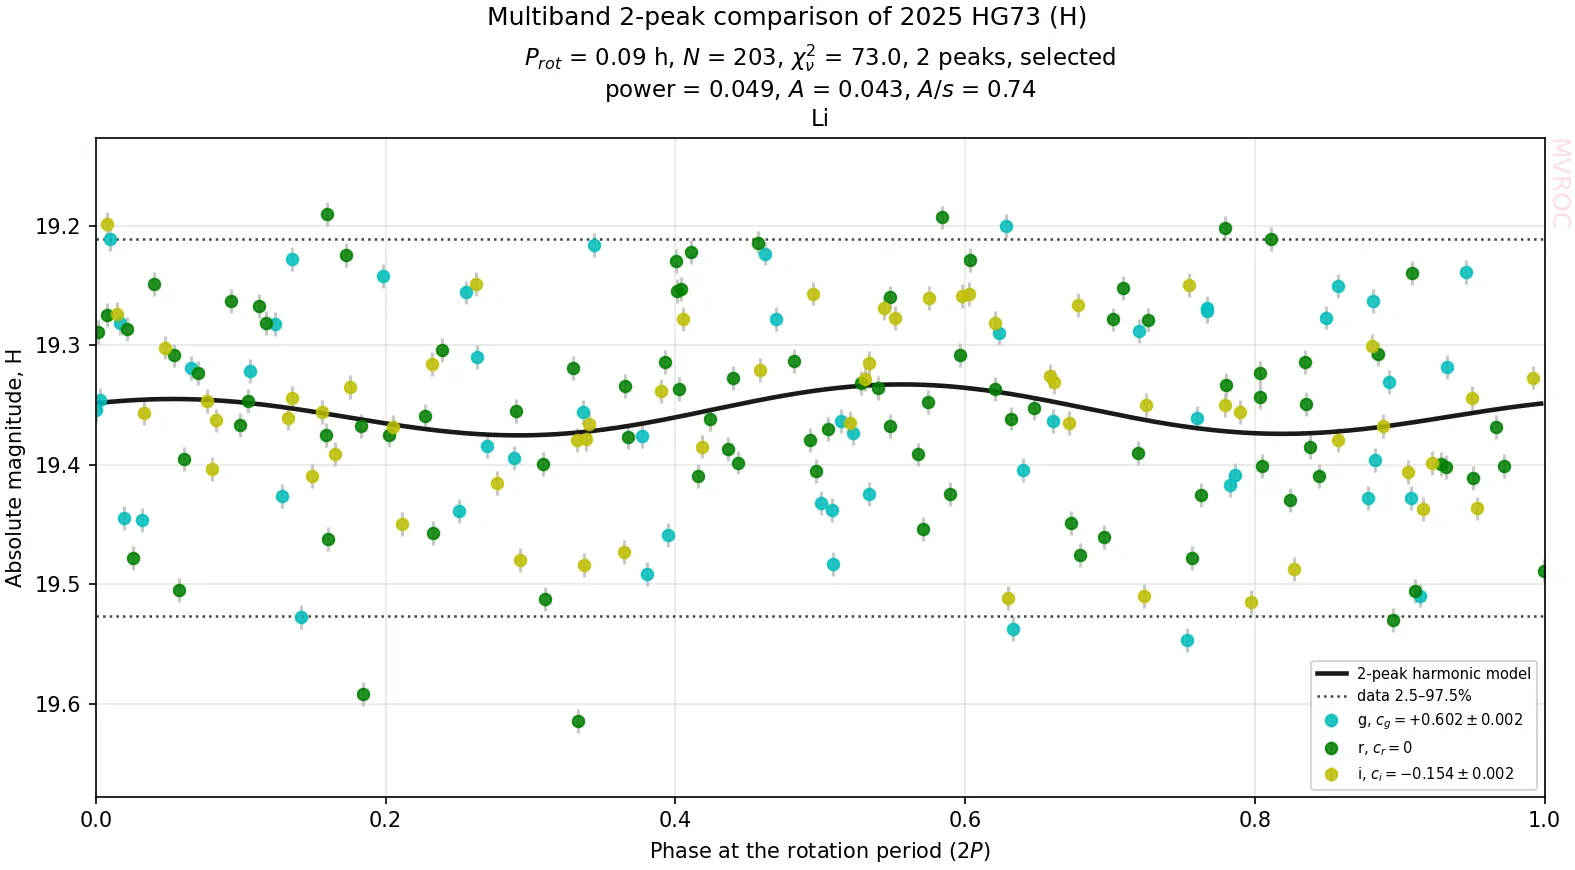 Multiband 2-peak comparison of 2025 HG73 (H)
P_rot = 0.09 h, N = 203, χ²_ν = 73.0, 2 peaks, selected
power = 0.049, A = 0.043, A/s = 0.74
Li
MVROC
Absolute magnitude, H
19.2
19.3
19.4
19.5
19.6
2-peak harmonic model
data 2.5–97.5%
g, c_g = +0.602 ± 0.002
r, c_r = 0
i, c_i = −0.154 ± 0.002
0.0 0.2 0.4 0.6 0.8 1.0
Phase at the rotation period (2P)